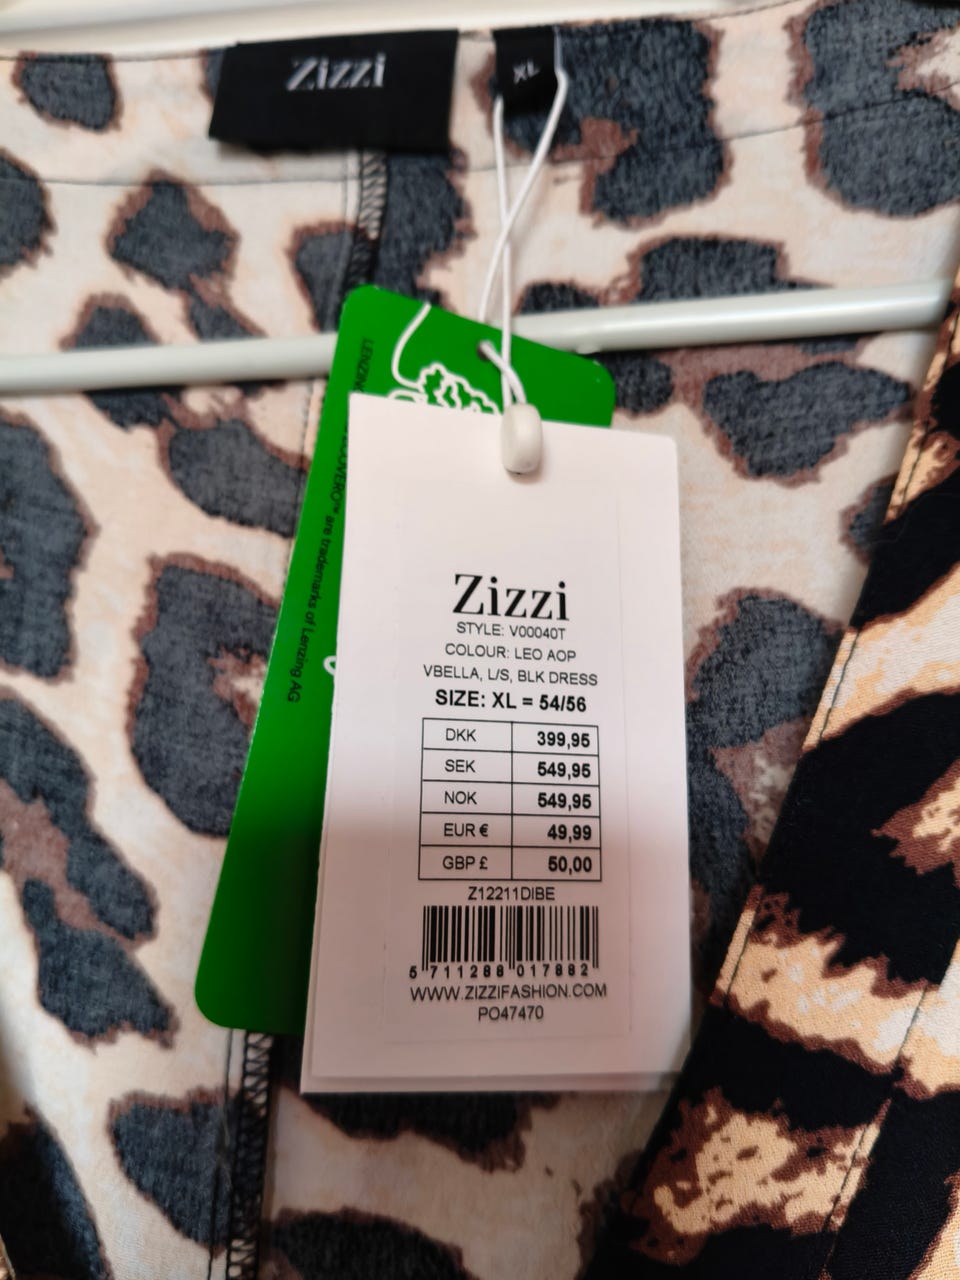 Zizzi
XL
LENZING
ECOVERO™ are trademarks of Lenzing AG
Zizzi
STYLE: V00040T
COLOUR: LEO AOP
VBELLA, L/S, BLK DRESS
SIZE: XL = 54/56
DKK 399,95
SEK 549,95
NOK 549,95
EUR € 49,99
GBP £ 50,00
Z12211DIBE
5 711288 017882
WWW.ZIZZIFASHION.COM
PO47470